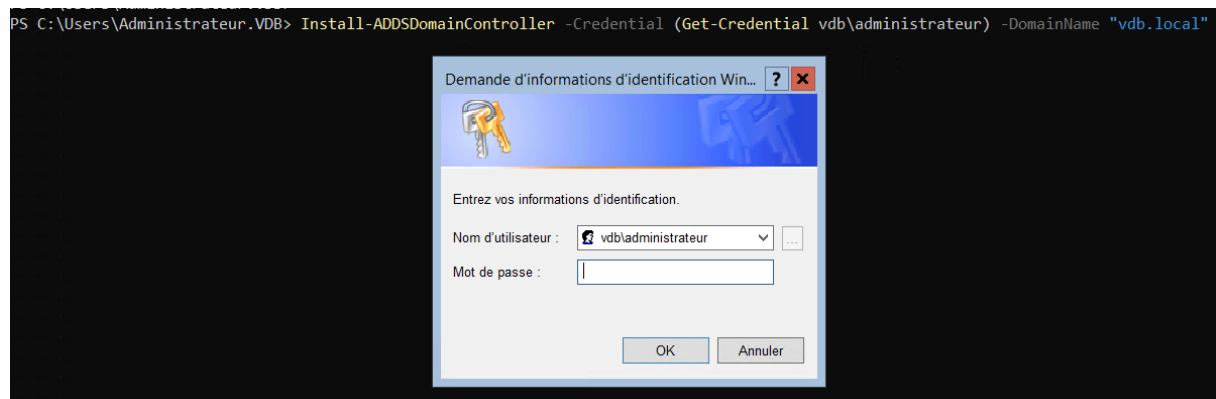 PS C:\Users\Administrateur.VDB> Install-ADDSDomainController -Credential (Get-Credential vdb\administrateur) -DomainName "vdb.local"
Demande d'informations d'identification Win... ? ×
Entrez vos informations d'identification.
Nom d'utilisateur : vdb\administrateur ...
Mot de passe :
OK Annuler